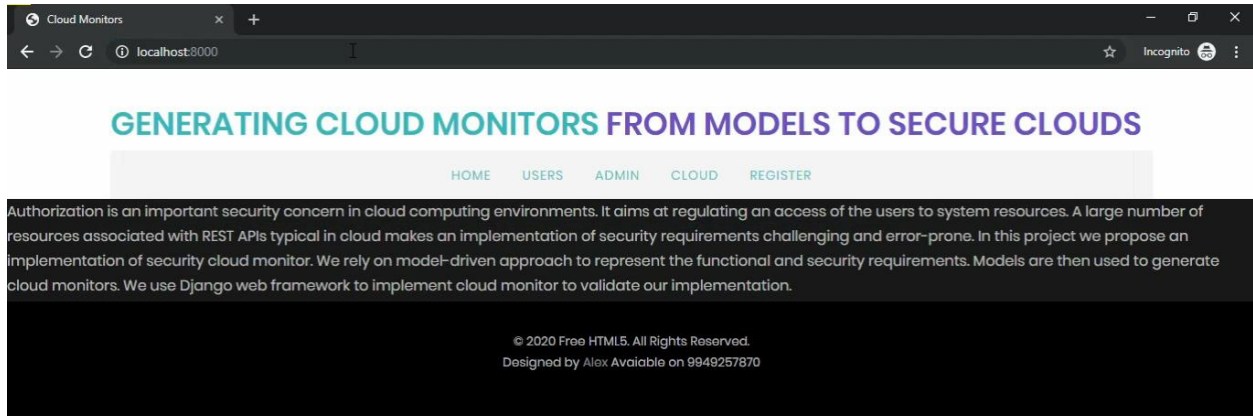 Cloud Monitors
localhost:8000
Incognito
GENERATING CLOUD MONITORS FROM MODELS TO SECURE CLOUDS
HOME USERS ADMIN CLOUD REGISTER
Authorization is an important security concern in cloud computing environments. It aims at regulating an access of the users to system resources. A large number of
resources associated with REST APIs typical in cloud makes an implementation of security requirements challenging and error-prone. In this project we propose an
implementation of security cloud monitor. We rely on model-driven approach to represent the functional and security requirements. Models are then used to generate
cloud monitors. We use Django web framework to implement cloud monitor to validate our implementation.
© 2020 Free HTML5. All Rights Reserved.
Designed by Alex Avaiable on 9949257870